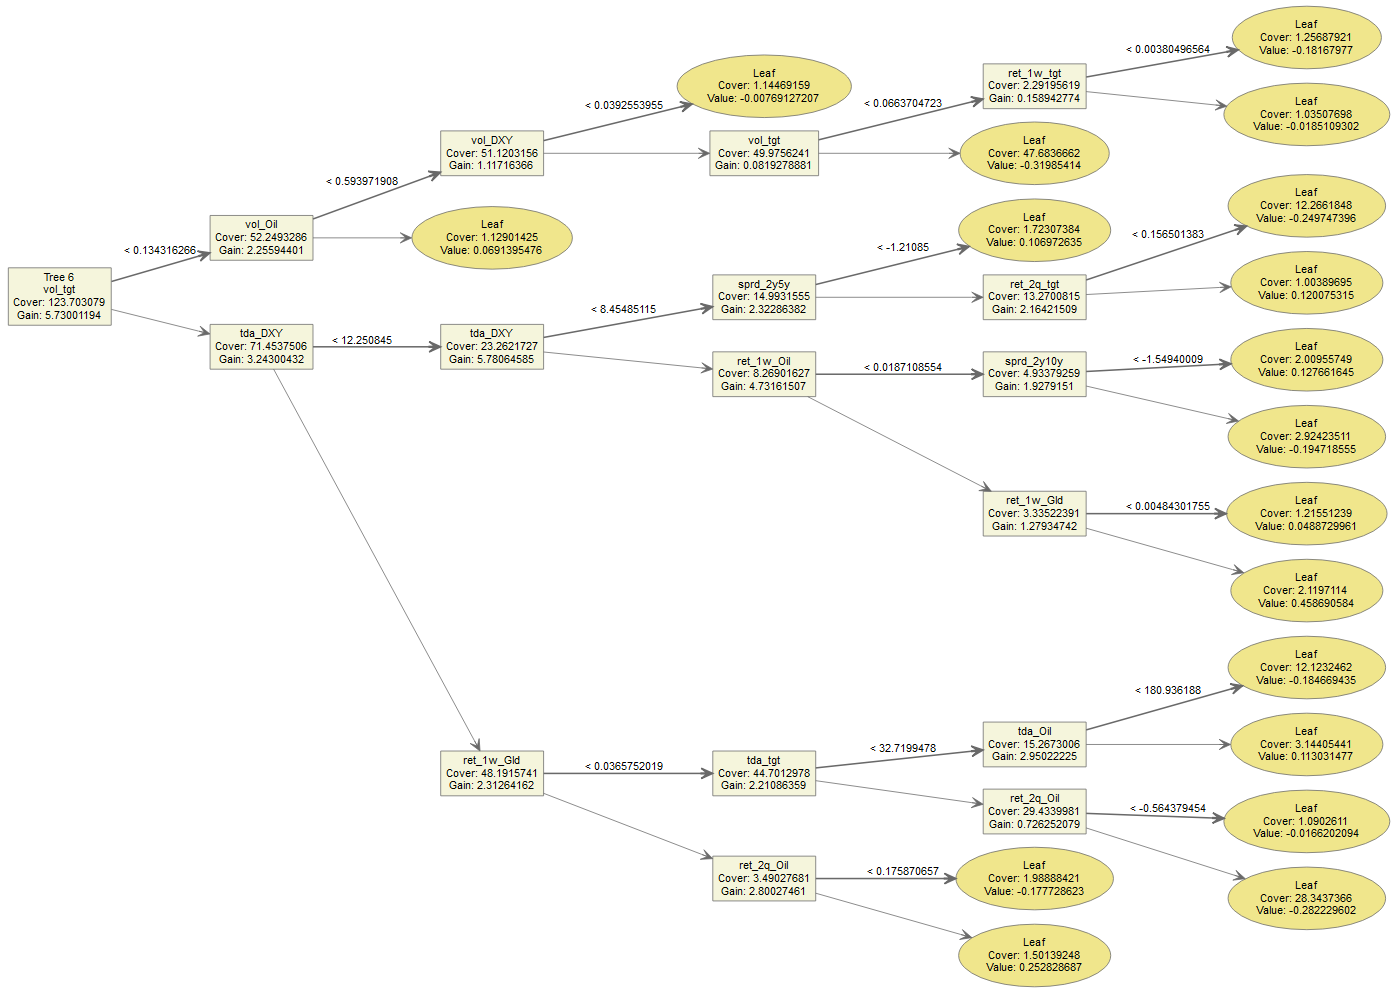 Tree 6
vol_tgt
Cover: 123.703079
Gain: 5.73001194
< 0.134316266
vol_Oil
Cover: 52.2493286
Gain: 2.25594401
tda_DXY
Cover: 71.4537506
Gain: 3.24300432
< 0.593971908
vol_DXY
Cover: 51.1203156
Gain: 1.11716366
Leaf
Cover: 1.12901425
Value: 0.0691395476
< 12.250845
tda_DXY
Cover: 23.2621727
Gain: 5.78064585
ret_1w_Gld
Cover: 48.1915741
Gain: 2.31264162
< 0.0392553955
Leaf
Cover: 1.14469159
Value: -0.00769127207
vol_tgt
Cover: 49.9756241
Gain: 0.0819278881
< 8.45485115
sprd_2y5y
Cover: 14.9931555
Gain: 2.32286382
ret_1w_Oil
Cover: 8.26901627
Gain: 4.73161507
< 0.0365752019
tda_tgt
Cover: 44.7012978
Gain: 2.21086359
ret_2q_Oil
Cover: 3.49027681
Gain: 2.80027461
< 0.0663704723
ret_1w_tgt
Cover: 2.29195619
Gain: 0.158942774
Leaf
Cover: 47.6836662
Value: -0.31985414
< -1.21085
Leaf
Cover: 1.72307384
Value: 0.106972635
ret_2q_tgt
Cover: 13.2700815
Gain: 2.16421509
< 0.0187108554
sprd_2y10y
Cover: 4.93379259
Gain: 1.9279151
ret_1w_Gld
Cover: 3.33522391
Gain: 1.27934742
< 32.7199478
tda_Oil
Cover: 15.2673006
Gain: 2.95022225
ret_2q_Oil
Cover: 29.4339981
Gain: 0.726252079
< 0.175870657
Leaf
Cover: 1.98888421
Value: -0.177728623
Leaf
Cover: 1.50139248
Value: 0.252828687
< 0.00380496564
Leaf
Cover: 1.25687921
Value: -0.18167977
Leaf
Cover: 1.03507698
Value: -0.0185109302
< 0.156501383
Leaf
Cover: 12.2661848
Value: -0.249747396
Leaf
Cover: 1.00389695
Value: 0.120075315
< -1.54940009
Leaf
Cover: 2.00955749
Value: 0.127661645
Leaf
Cover: 2.92423511
Value: -0.194718555
< 0.00484301755
Leaf
Cover: 1.21551239
Value: 0.0488729961
Leaf
Cover: 2.1197114
Value: 0.458690584
< 180.936188
Leaf
Cover: 12.1232462
Value: -0.184669435
Leaf
Cover: 3.14405441
Value: 0.113031477
< -0.564379454
Leaf
Cover: 1.0902611
Value: -0.0166202094
Leaf
Cover: 28.3437366
Value: -0.282229602